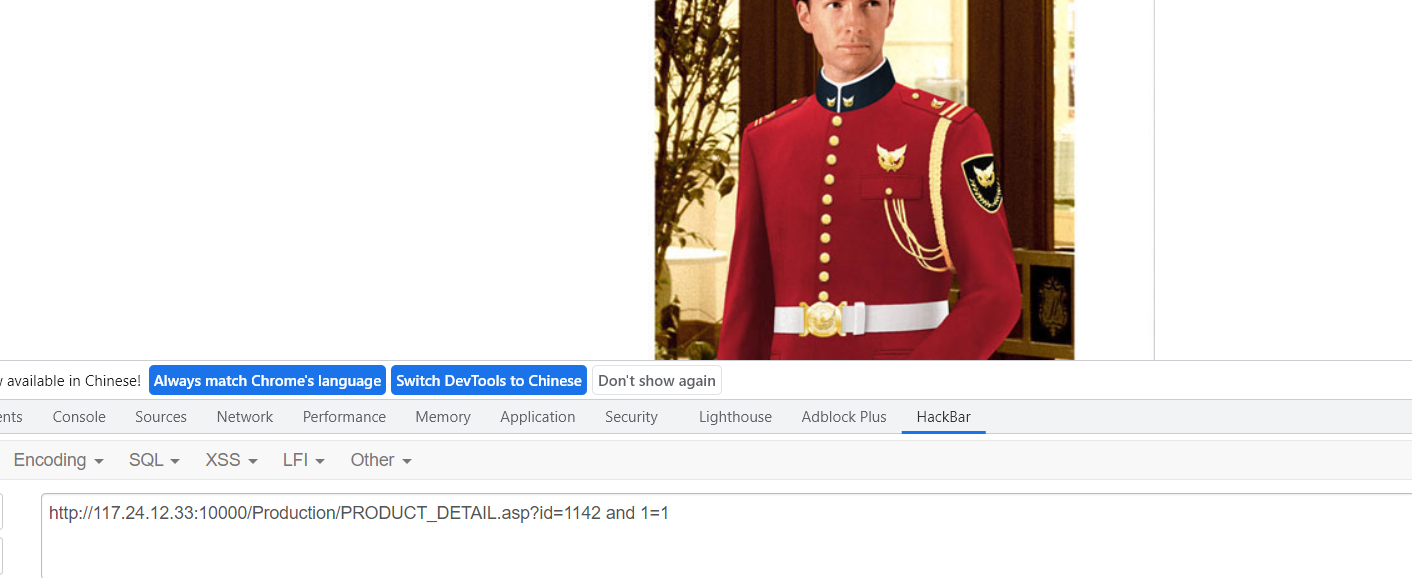 available in Chinese! Always match Chrome's language Switch DevTools to Chinese Don't show again
Console Sources Network Performance Memory Application Security Lighthouse Adblock Plus HackBar
Encoding SQL XSS LFI Other
http://117.24.12.33:10000/Production/PRODUCT_DETAIL.asp?id=1142 and 1=1